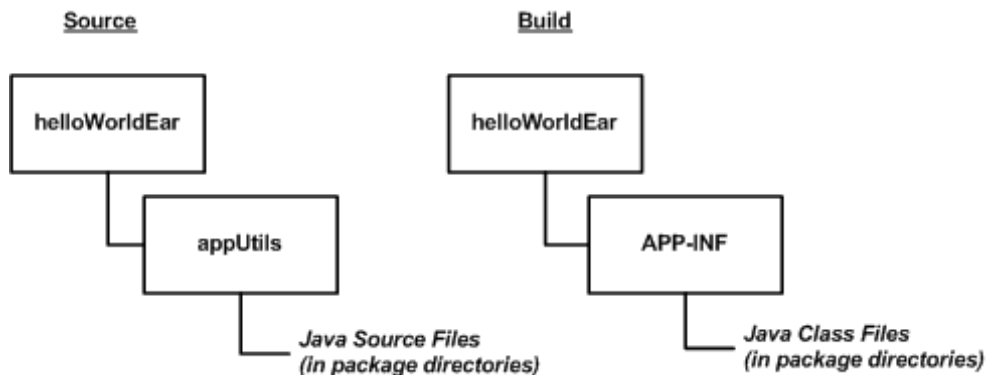 Source
Build
helloWorldEar
helloWorldEar
appUtils
APP-INF
Java Source Files
(in package directories)
Java Class Files
(in package directories)